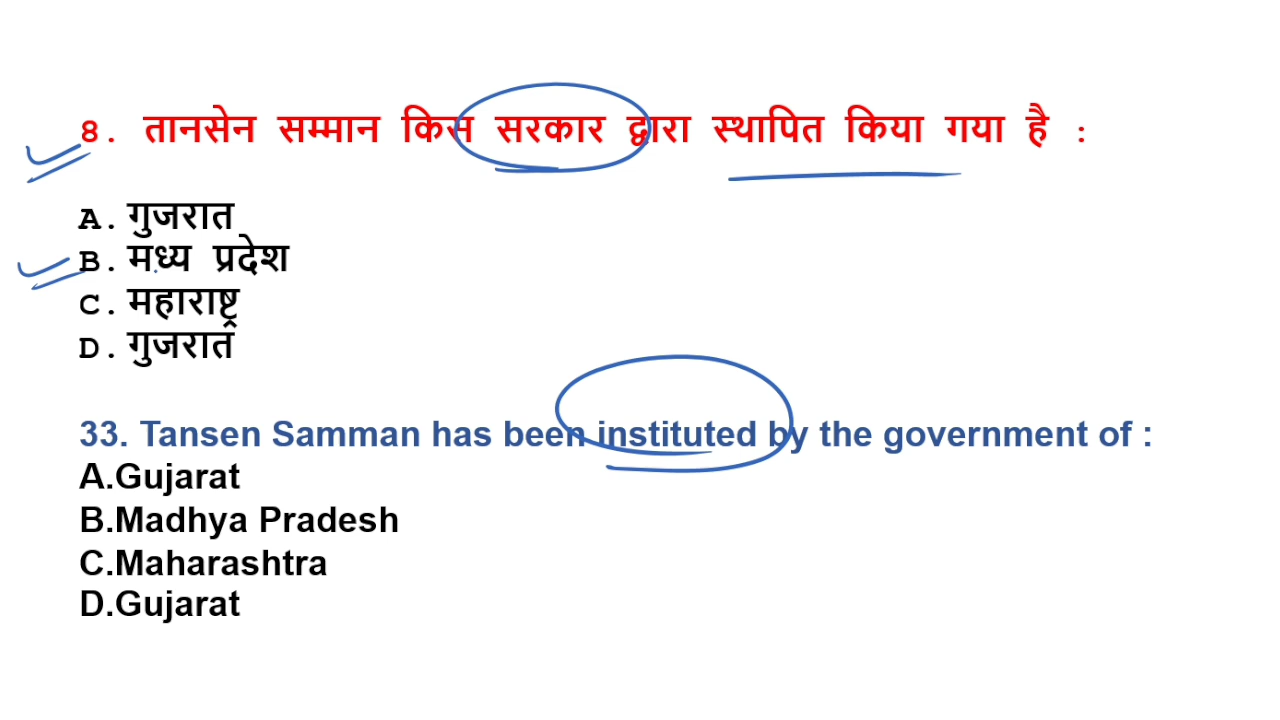 8. तानसेन सम्मान किस सरकार द्वारा स्थापित किया गया है :
A. गुजरात
B. मध्य प्रदेश
C. महाराष्ट्र
D. गुजरात
33. Tansen Samman has been instituted by the government of :
A.Gujarat
B.Madhya Pradesh
C.Maharashtra
D.Gujarat